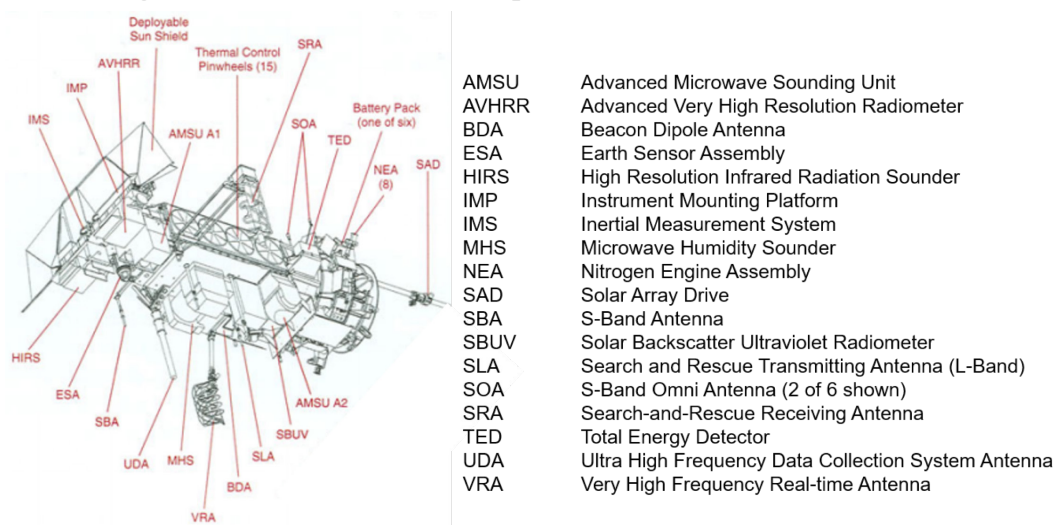 Deployable
Sun Shield
SRA
Thermal Control
Pinwheels (15)
AVHRR
IMP
Battery Pack
(one of six)
IMS
SOA
AMSU A1
TED
NEA
(8)
SAD
HIRS
ESA
SBA
AMSU A2
SBUV
SLA
UDA
MHS
BDA
VRA
AMSU Advanced Microwave Sounding Unit
AVHRR Advanced Very High Resolution Radiometer
BDA Beacon Dipole Antenna
ESA Earth Sensor Assembly
HIRS High Resolution Infrared Radiation Sounder
IMP Instrument Mounting Platform
IMS Inertial Measurement System
MHS Microwave Humidity Sounder
NEA Nitrogen Engine Assembly
SAD Solar Array Drive
SBA S-Band Antenna
SBUV Solar Backscatter Ultraviolet Radiometer
SLA Search and Rescue Transmitting Antenna (L-Band)
SOA S-Band Omni Antenna (2 of 6 shown)
SRA Search-and-Rescue Receiving Antenna
TED Total Energy Detector
UDA Ultra High Frequency Data Collection System Antenna
VRA Very High Frequency Real-time Antenna